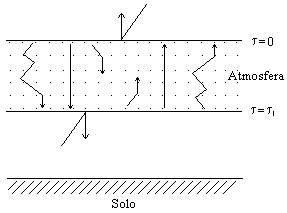 τ=0
Atmosfera
τ=τ₁
Solo